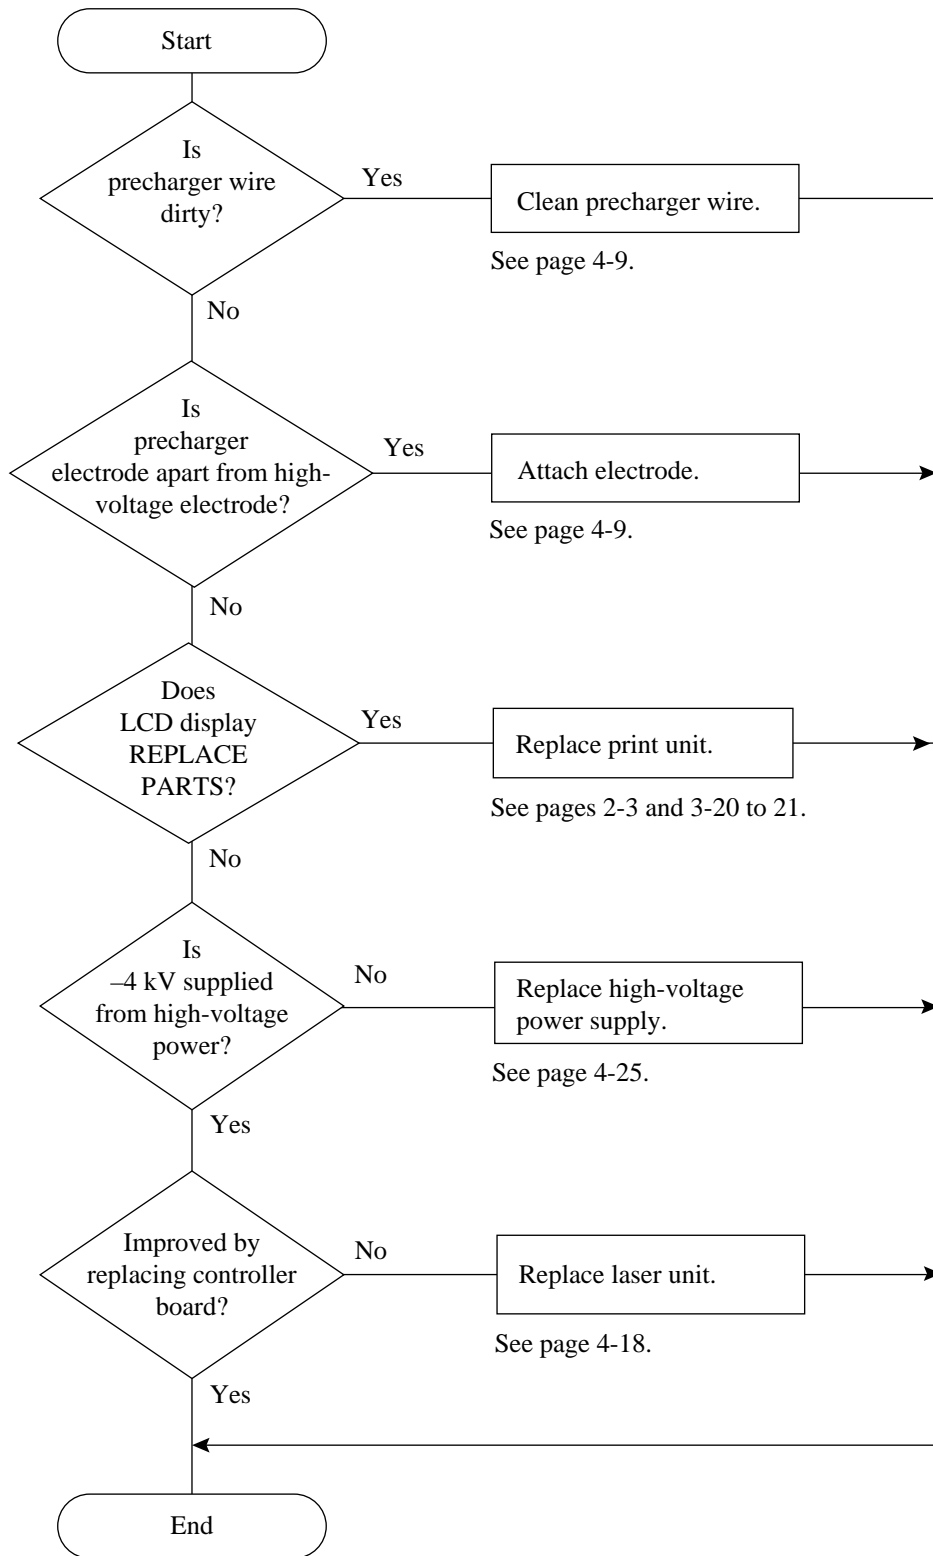 Start
Is
precharger wire
dirty?
Yes
Clean precharger wire.
See page 4-9.
No
Is
precharger
electrode apart from high-
voltage electrode?
Yes
Attach electrode.
See page 4-9.
No
Does
LCD display
REPLACE
PARTS?
Yes
Replace print unit.
See pages 2-3 and 3-20 to 21.
No
Is
–4 kV supplied
from high-voltage
power?
No
Replace high-voltage
power supply.
See page 4-25.
Yes
Improved by
replacing controller
board?
No
Replace laser unit.
See page 4-18.
Yes
End